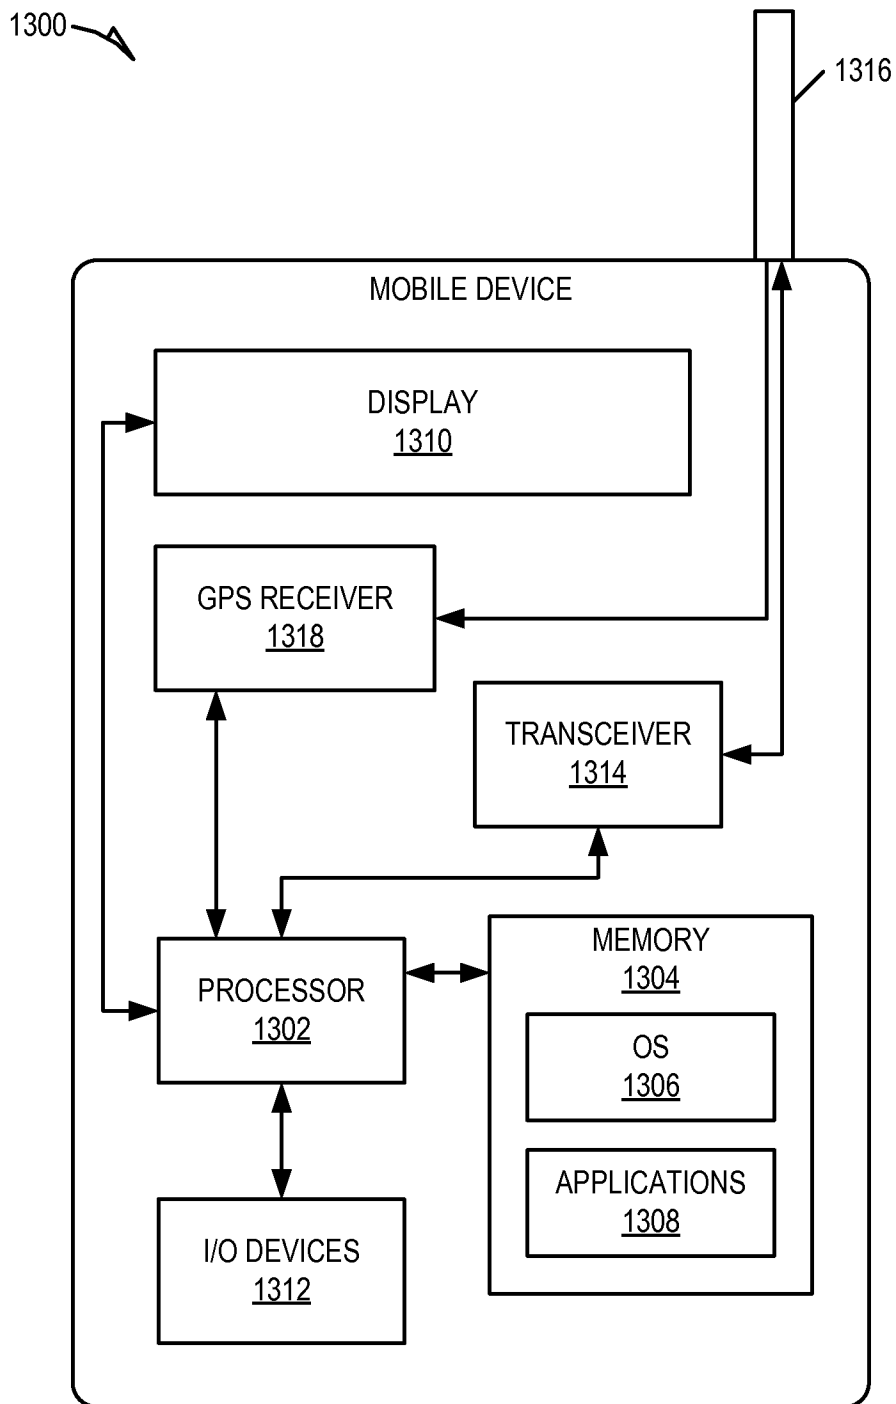 1300
1316
MOBILE DEVICE
DISPLAY
1310
GPS RECEIVER
1318
TRANSCEIVER
1314
MEMORY
1304
PROCESSOR
1302
OS
1306
APPLICATIONS
1308
I/O DEVICES
1312